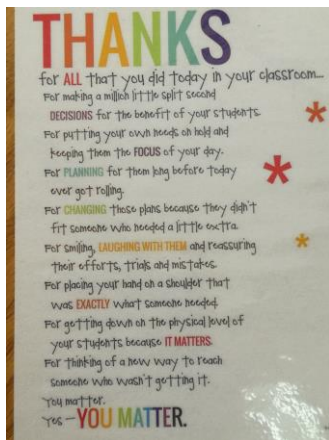 THANKS
for ALL that you did today in your classroom...
For making a million little split second
DECISIONS for the benefit of your students.
For putting your own needs on hold and
keeping them the FOCUS of your day.
For PLANNING for them long before today
ever got rolling.
For CHANGING those plans because they didn't
fit someone who needed a little extra.
For smiling, LAUGHING WITH THEM and reassuring
their efforts, trials and mistakes.
For placing your hand on a shoulder that
was EXACTLY what someone needed.
For getting down on the physical level of
your students because IT MATTERS.
For thinking of a new way to reach
someone who wasn't getting it.
You matter.
Yes – YOU MATTER.